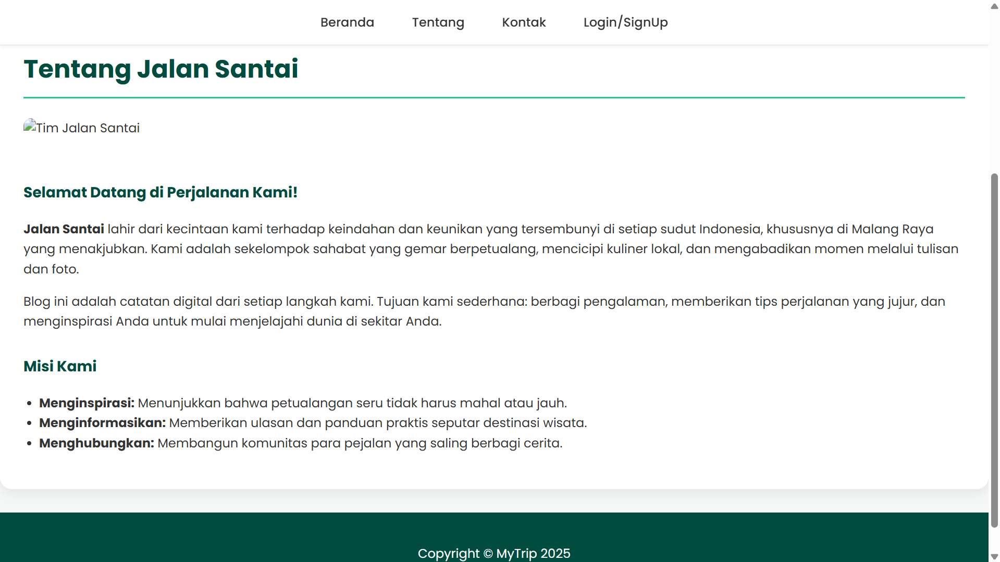 Beranda Tentang Kontak Login/SignUp
Tentang Jalan Santai
Tim Jalan Santai
Selamat Datang di Perjalanan Kami!
Jalan Santai lahir dari kecintaan kami terhadap keindahan dan keunikan yang tersembunyi di setiap sudut Indonesia, khususnya di Malang Raya
yang menakjubkan. Kami adalah sekelompok sahabat yang gemar berpetualang, mencicipi kuliner lokal, dan mengabadikan momen melalui tulisan
dan foto.
Blog ini adalah catatan digital dari setiap langkah kami. Tujuan kami sederhana: berbagi pengalaman, memberikan tips perjalanan yang jujur, dan
menginspirasi Anda untuk mulai menjelajahi dunia di sekitar Anda.
Misi Kami
• Menginspirasi: Menunjukkan bahwa petualangan seru tidak harus mahal atau jauh.
• Menginformasikan: Memberikan ulasan dan panduan praktis seputar destinasi wisata.
• Menghubungkan: Membangun komunitas para pejalan yang saling berbagi cerita.
Copyright © MyTrip 2025